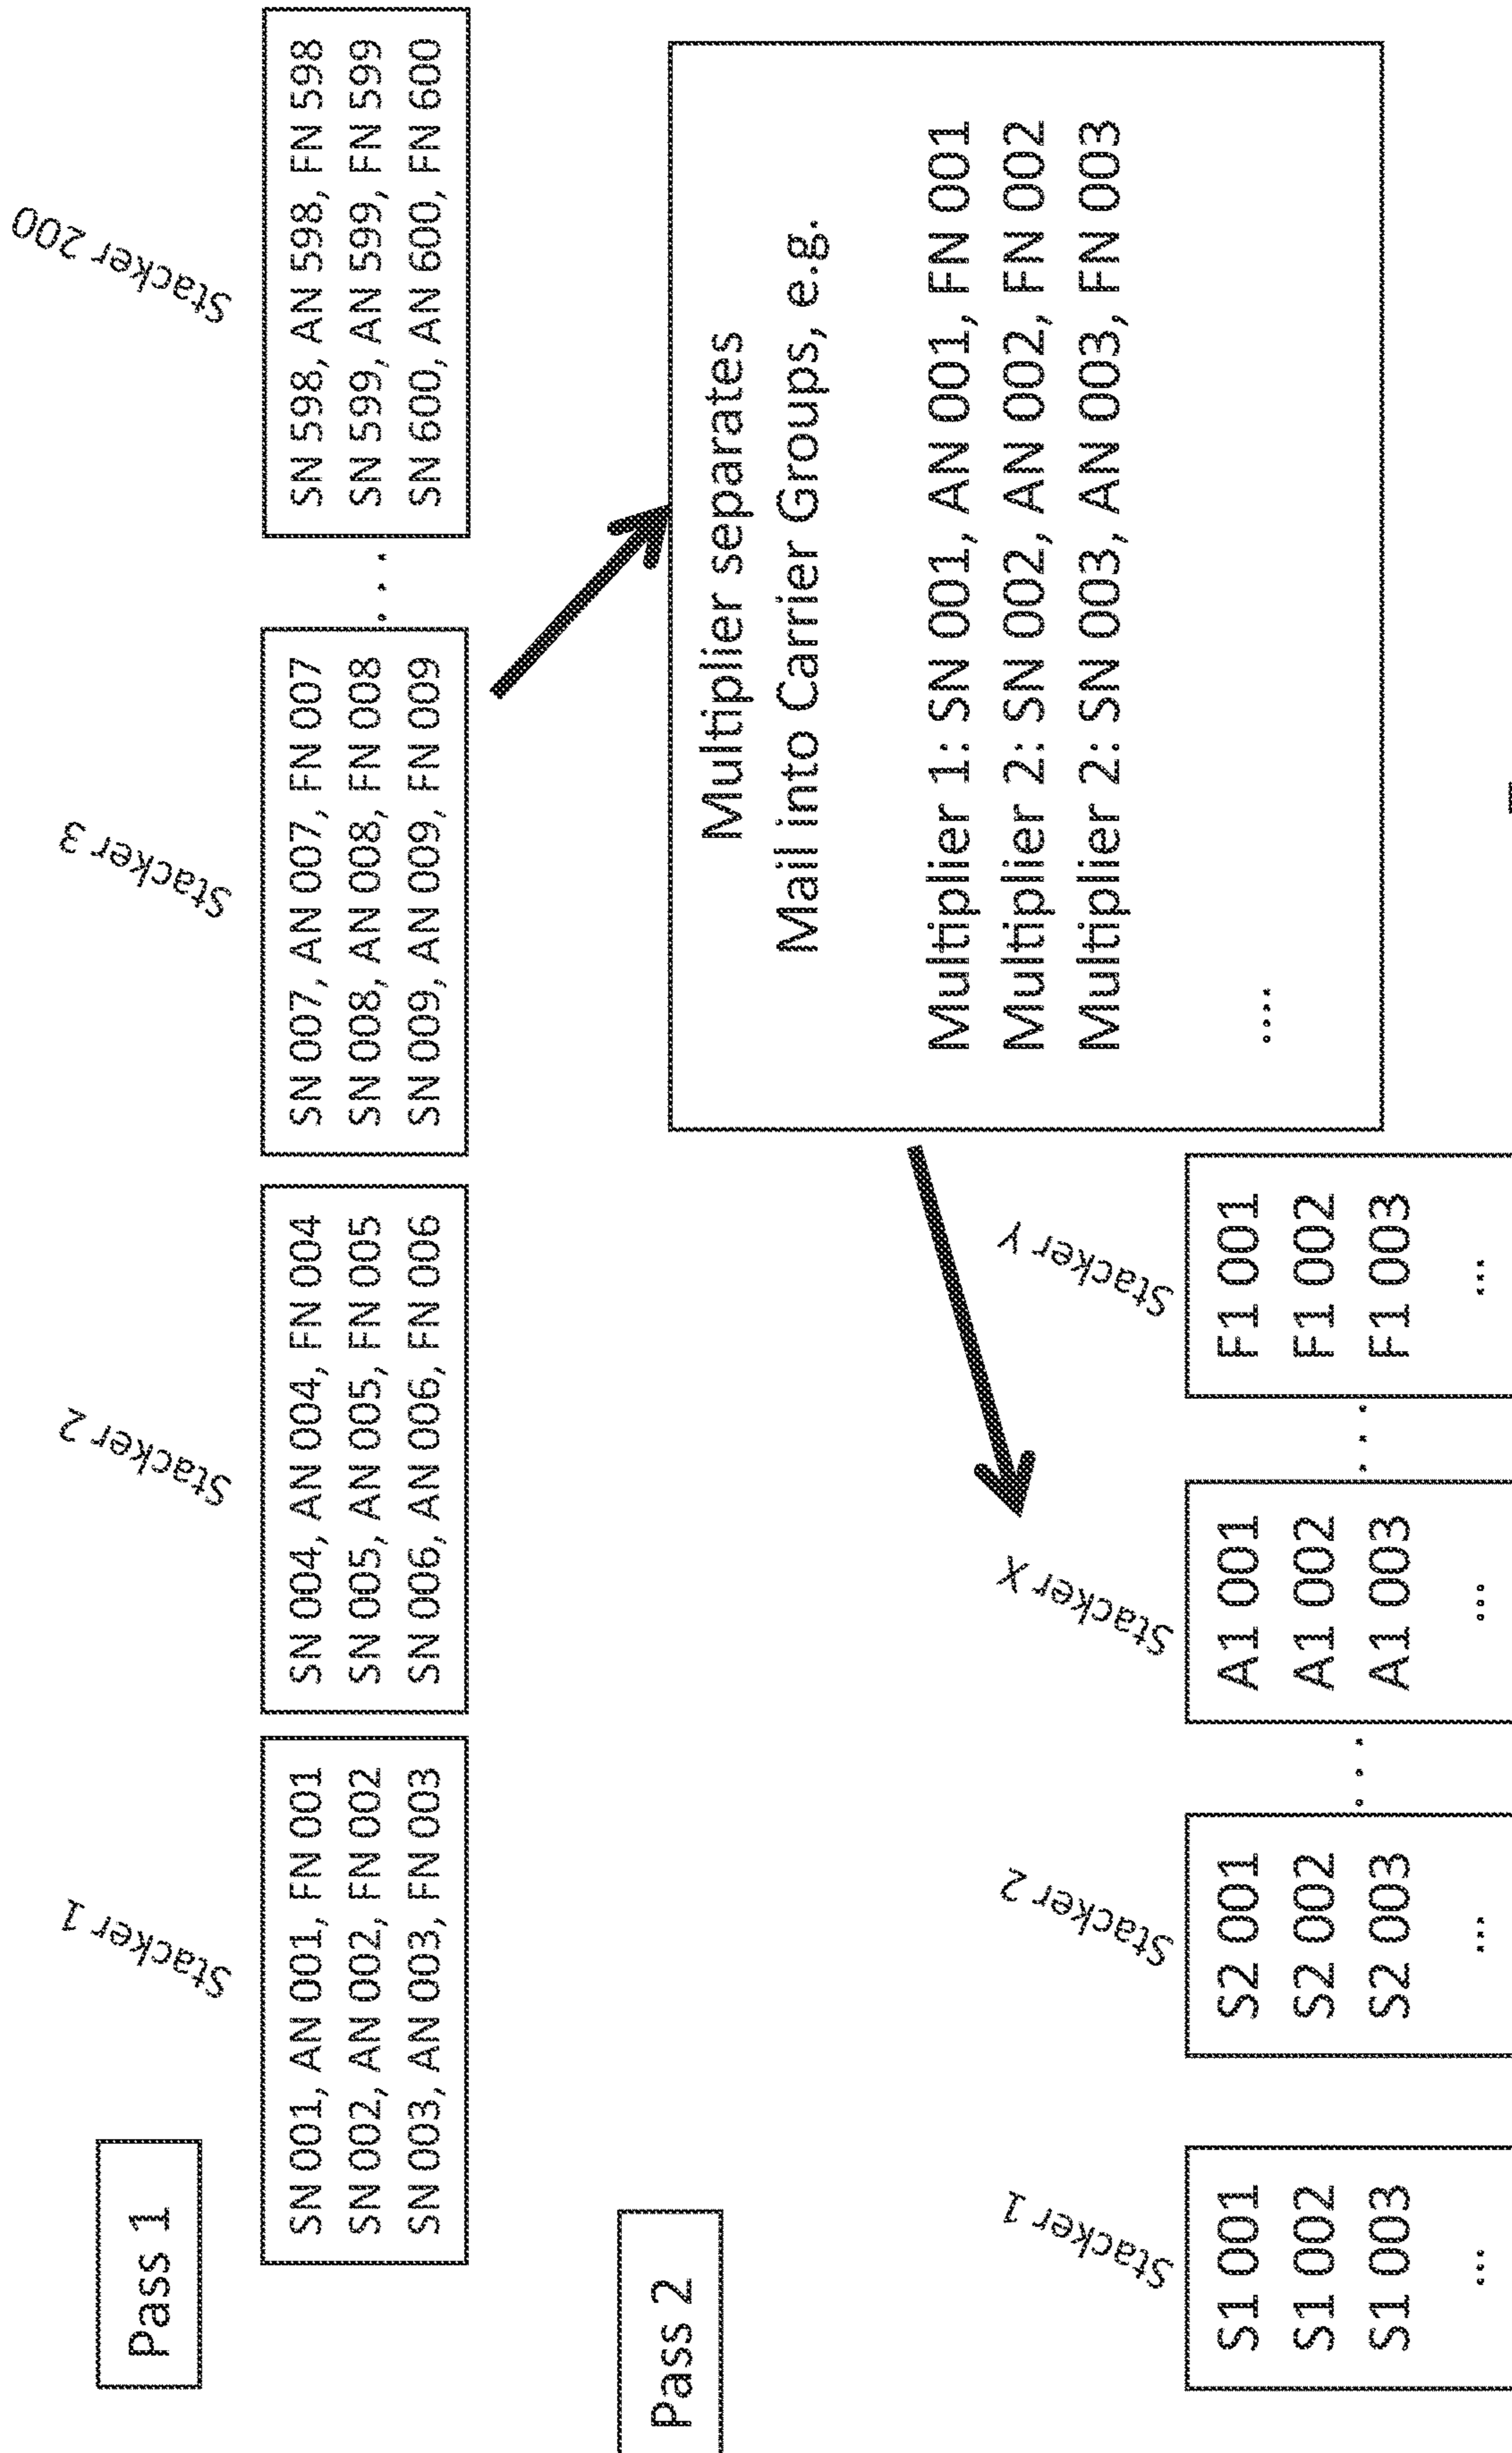 Pass 1
Stacker 1
SN 001, AN 001, FN 001
SN 002, AN 002, FN 002
SN 003, AN 003, FN 003
Stacker 2
SN 004, AN 004, FN 004
SN 005, AN 005, FN 005
SN 006, AN 006, FN 006
Stacker 3
SN 007, AN 007, FN 007
SN 008, AN 008, FN 008
SN 009, AN 009, FN 009
. . .
Stacker 200
SN 598, AN 598, FN 598
SN 599, AN 599, FN 599
SN 600, AN 600, FN 600
Pass 2
Multiplier separates
Mail into Carrier Groups, e.g.
Multiplier 1: SN 001, AN 001, FN 001
Multiplier 2: SN 002, AN 002, FN 002
Multiplier 2: SN 003, AN 003, FN 003
....
Stacker 1
S1 001
S1 002
S1 003
...
Stacker 2
S2 001
S2 002
S2 003
...
. . .
Stacker X
A1 001
A1 002
A1 003
...
. . .
Stacker Y
F1 001
F1 002
F1 003
...